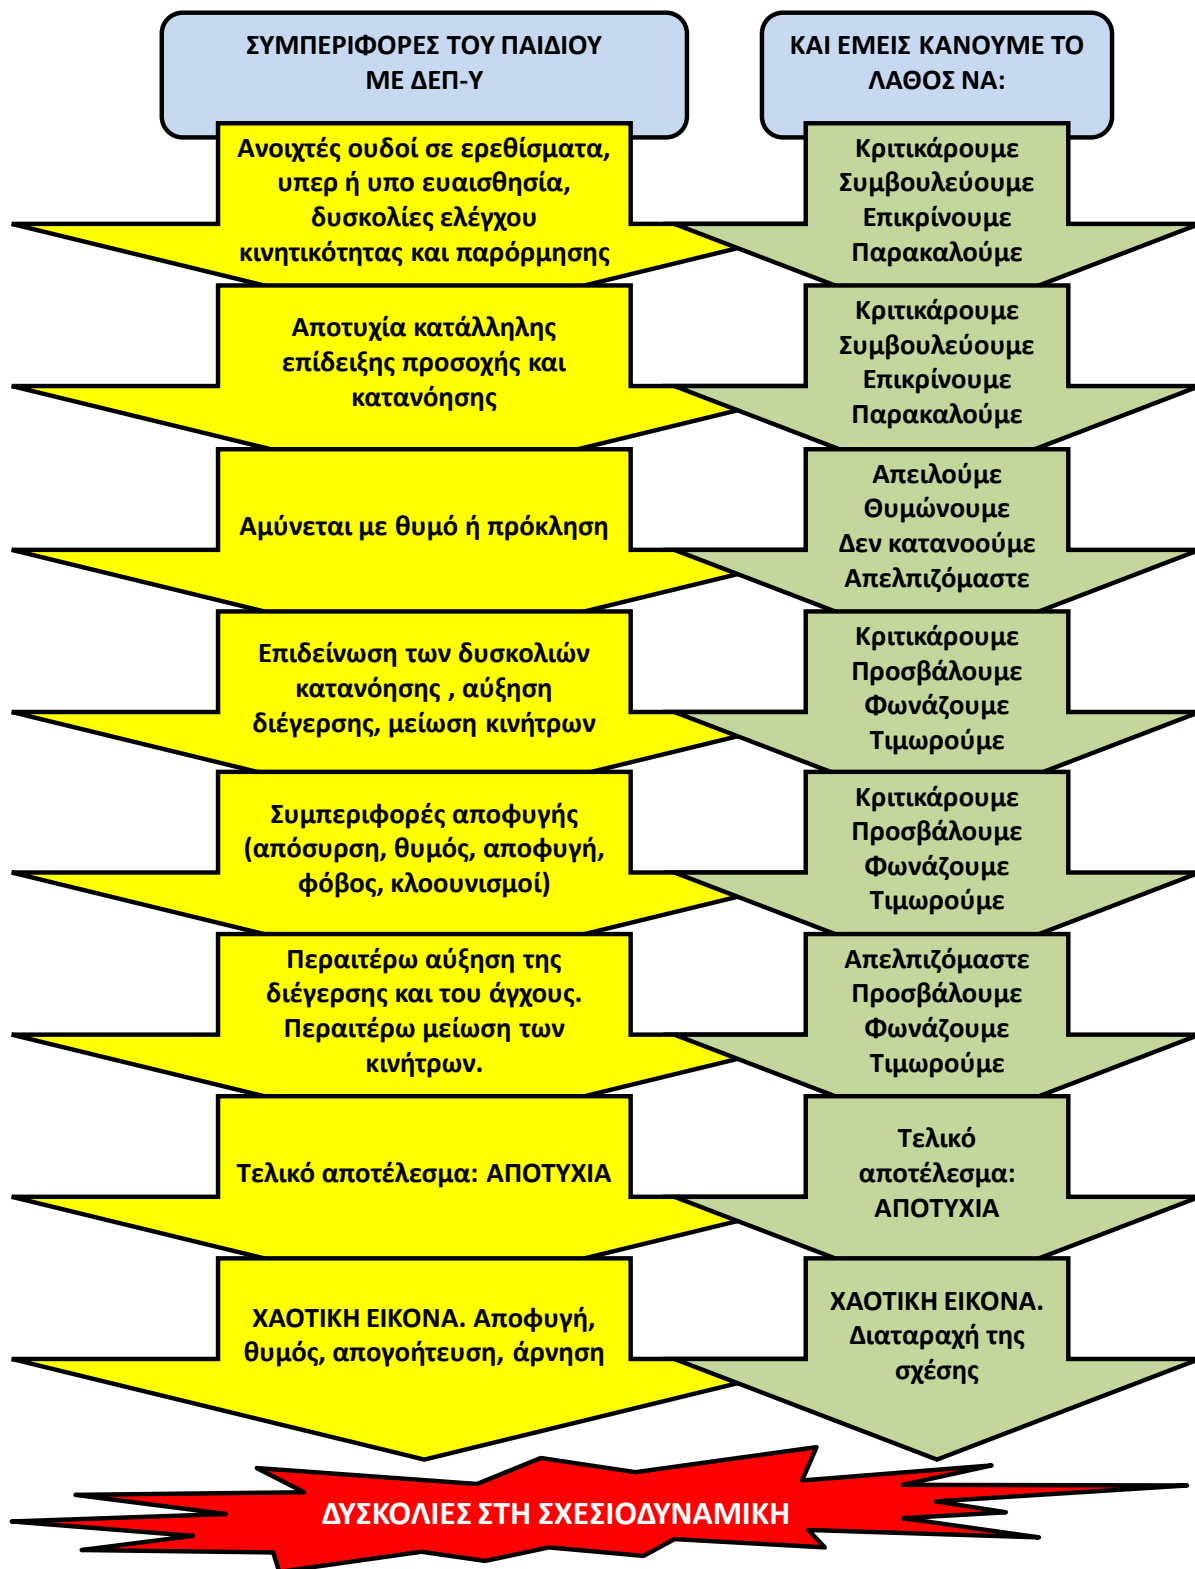 ΣΥΜΠΕΡΙΦΟΡΕΣ ΤΟΥ ΠΑΙΔΙΟΥ
ΜΕ ΔΕΠ-Υ
ΚΑΙ ΕΜΕΙΣ ΚΑΝΟΥΜΕ ΤΟ
ΛΑΘΟΣ ΝΑ:
Ανοιχτές ουδοί σε ερεθίσματα,
υπερ ή υπο ευαισθησία,
δυσκολίες ελέγχου
κινητικότητας και παρόρμησης
Κριτικάρουμε
Συμβουλεύουμε
Επικρίνουμε
Παρακαλούμε
Αποτυχία κατάλληλης
επίδειξης προσοχής και
κατανόησης
Κριτικάρουμε
Συμβουλεύουμε
Επικρίνουμε
Παρακαλούμε
Αμύνεται με θυμό ή πρόκληση
Απειλούμε
Θυμώνουμε
Δεν κατανοούμε
Απελπιζόμαστε
Επιδείνωση των δυσκολιών
κατανόησης , αύξηση
διέγερσης, μείωση κινήτρων
Κριτικάρουμε
Προσβάλουμε
Φωνάζουμε
Τιμωρούμε
Συμπεριφορές αποφυγής
(απόσυρση, θυμός, αποφυγή,
φόβος, κλοουνισμοί)
Κριτικάρουμε
Προσβάλουμε
Φωνάζουμε
Τιμωρούμε
Περαιτέρω αύξηση της
διέγερσης και του άγχους.
Περαιτέρω μείωση των
κινήτρων.
Απελπιζόμαστε
Προσβάλουμε
Φωνάζουμε
Τιμωρούμε
Τελικό αποτέλεσμα: ΑΠΟΤΥΧΙΑ
Τελικό
αποτέλεσμα:
ΑΠΟΤΥΧΙΑ
ΧΑΟΤΙΚΗ ΕΙΚΟΝΑ. Αποφυγή,
θυμός, απογοήτευση, άρνηση
ΧΑΟΤΙΚΗ ΕΙΚΟΝΑ.
Διαταραχή της
σχέσης
ΔΥΣΚΟΛΙΕΣ ΣΤΗ ΣΧΕΣΙΟΔΥΝΑΜΙΚΗ